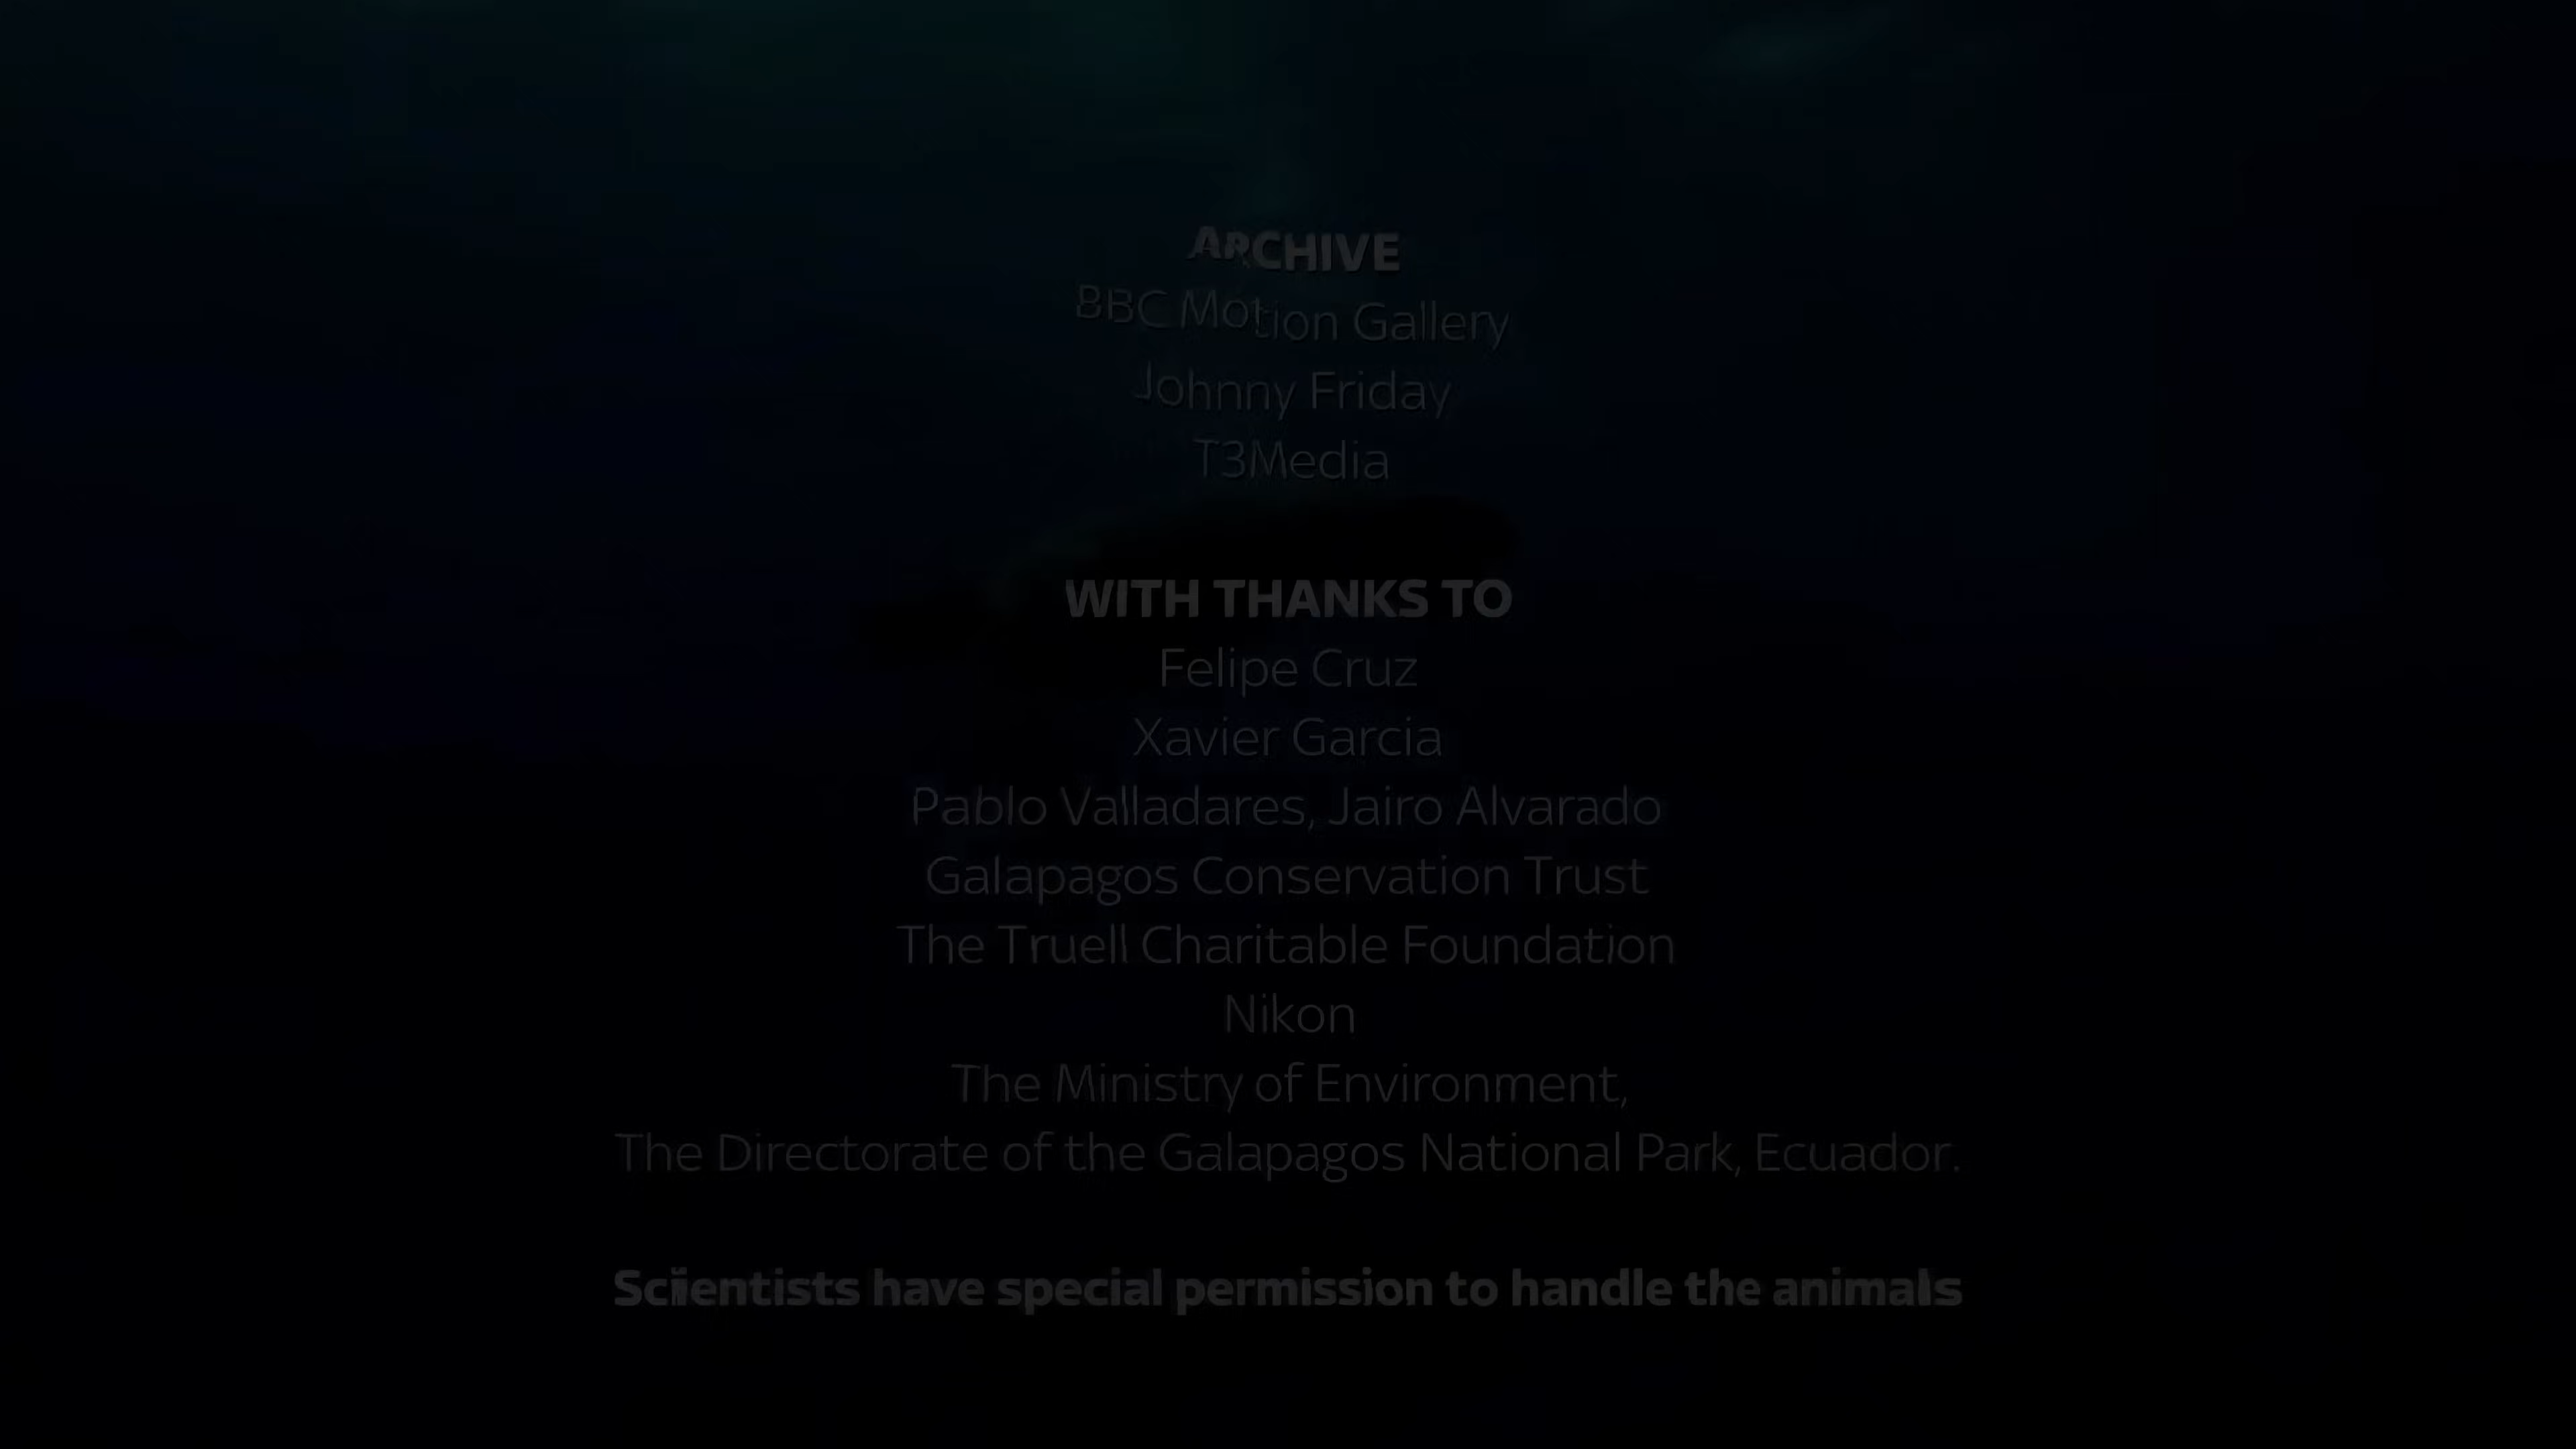 ARCHIVE
BBC Motion Gallery
Johnny Friday
T3Media
WITH THANKS TO
Felipe Cruz
Xavier Garcia
Pablo Valladares, Jairo Alvarado
Galapagos Conservation Trust
The Truell Charitable Foundation
Nikon
The Ministry of Environment,
The Directorate of the Galapagos National Park, Ecuador.
Scientists have special permission to handle the animals